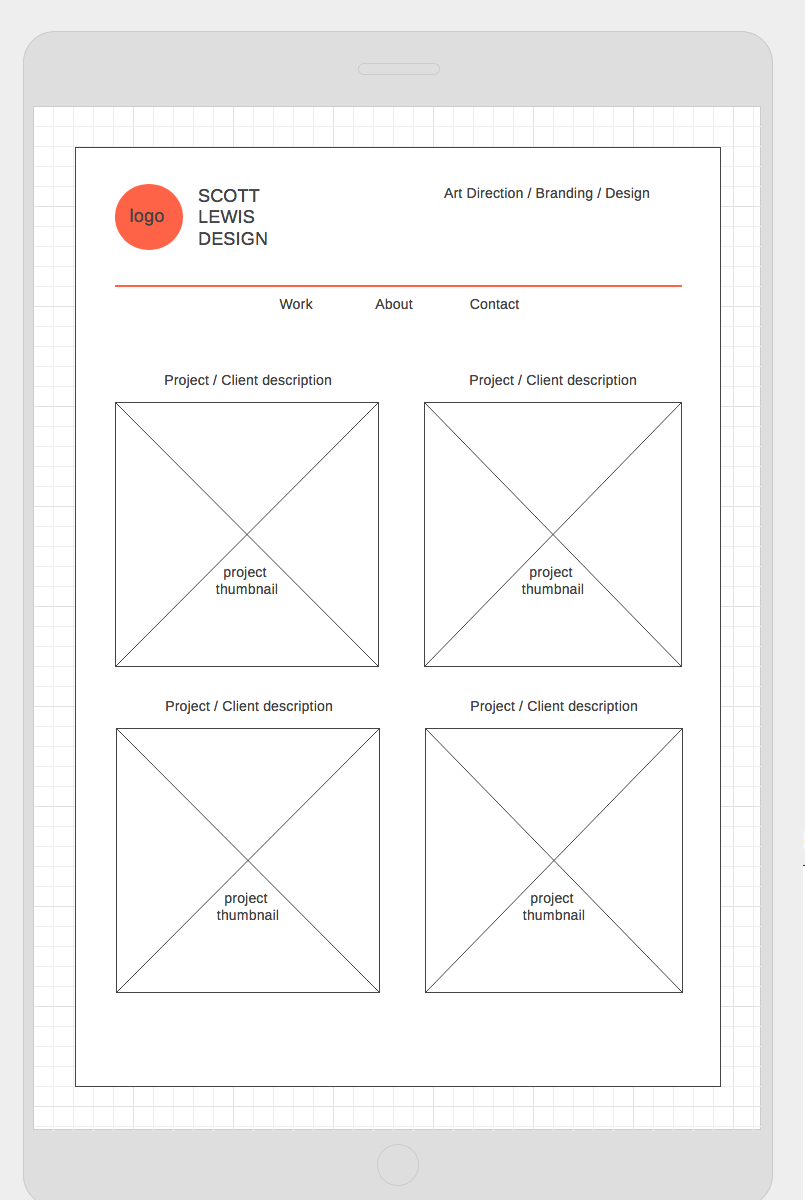 logo
SCOTT
LEWIS
DESIGN
Art Direction / Branding / Design
Work
About
Contact
Project / Client description
Project / Client description
project
thumbnail
project
thumbnail
Project / Client description
Project / Client description
project
thumbnail
project
thumbnail